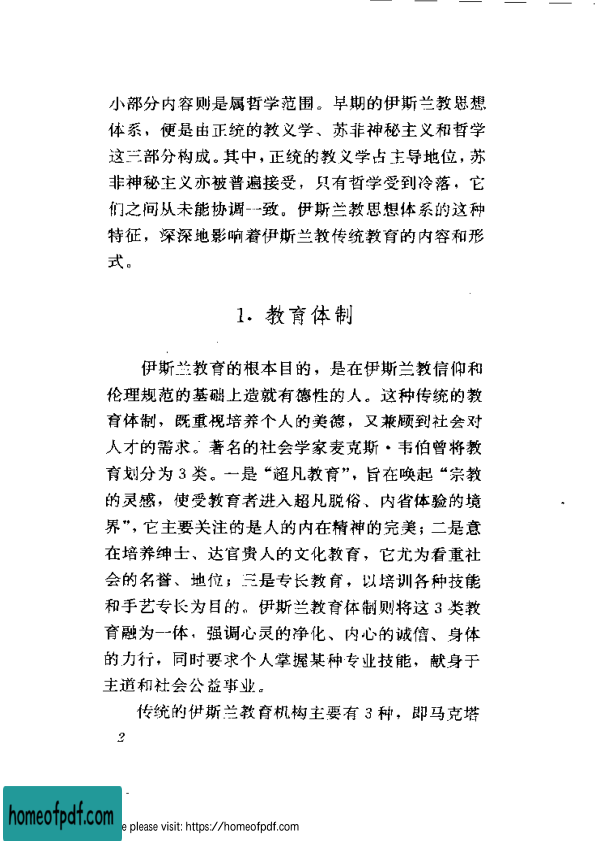 小部分内容则是属哲学范围。早期的伊斯兰教思想
体系，便是由正统的教义学、苏非神秘主义和哲学
这三部分构成。其中，正统的教义学占主导地位，苏
非神秘主义亦被普遍接受，只有哲学受到冷落，它
们之间从未能协调一致。伊斯兰教思想体系的这种
特征，深深地影响着伊斯兰教传统教育的内容和形
式。
1．教育体制
伊斯兰教育的根本目的，是在伊斯兰教信仰和
伦理规范的基础上造就有德性的人。这种传统的教
育体制，既重视培养个人的美德，又兼顾到社会对
人才的需求。著名的社会学家麦克斯·韦伯曾将教
育划分为3类。一是“超凡教育”，旨在唤起“宗教
的灵感，使受教育者进入超凡脱俗、内省体验的境
界”，它主要关注的是人的内在精神的完美；二是意
在培养绅士、达官贵人的文化教育，它尤为看重社
会的名誉、地位；三是专长教育，以培训各种技能
和手艺专长为目的。伊斯兰教育体制则将这3类教
育融为一体，强调心灵的净化、内心的诚信、身体
的力行，同时要求个人掌握某种专业技能，献身于
主道和社会公益事业。
传统的伊斯兰教育机构主要有3种，即马克塔
2
homeofpdf.com
e please visit: https://homeofpdf.com